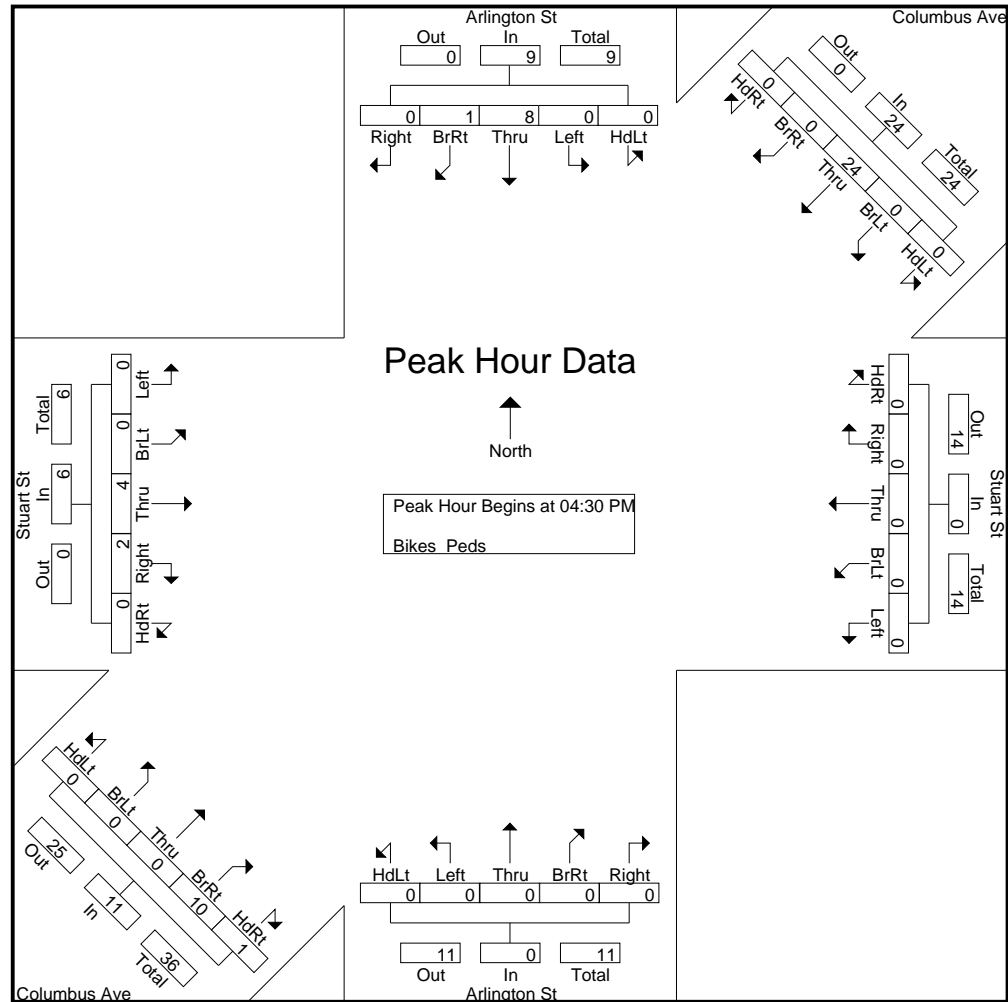 Arlington St
Out In Total
0 9 9
0 1 8 0 0
Right BrRt Thru Left HdLt
Columbus Ave
Out In Total
0 24 24
0 0 24 0 0
HdRt BrRt Thru BrLt HdLt
Stuart St
Total In Out
6 6 0
0 0 4 2 0
Left BrLt Thru Right HdRt
Peak Hour Data
North
Peak Hour Begins at 04:30 PM
Bikes Peds
HdRt Right Thru BrLt Left
0 0 0 0 0
Out In Total
14 0 14
Stuart St
HdLt BrLt Thru BrRt HdRt
0 0 0 10 1
25 11 36
Out In Total
Columbus Ave
HdLt Left Thru BrRt Right
0 0 0 0 0
11 0 11
Out In Total
Arlington St